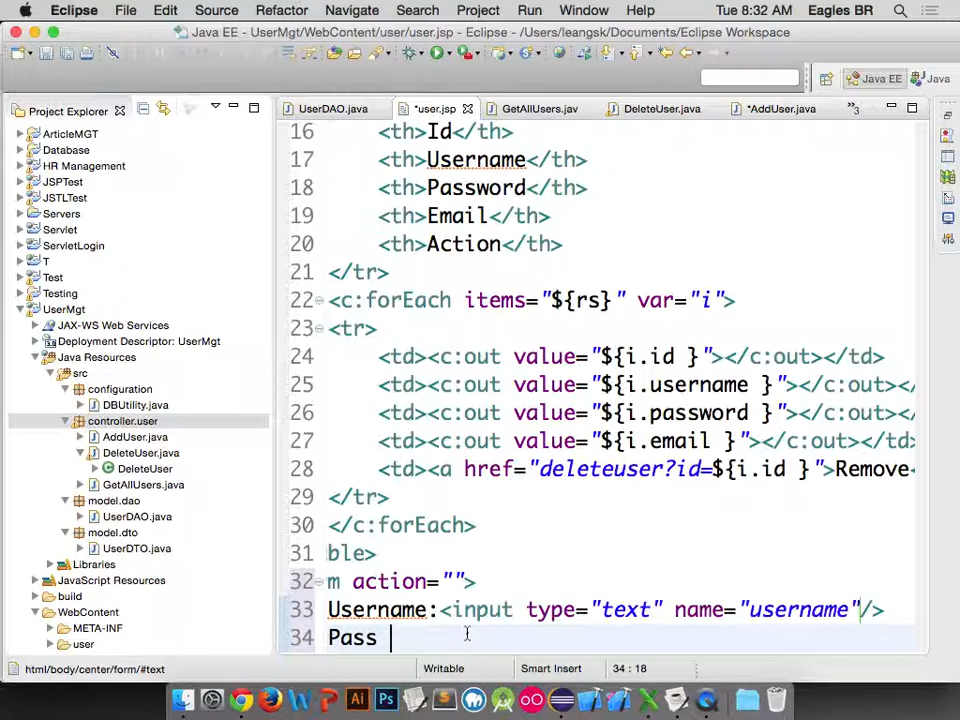 Eclipse File Edit Source Refactor Navigate Search Project Run Window Help Tue 8:32 AM Eagles BR
Java EE - UserMgt/WebContent/user/user.jsp - Eclipse - /Users/leangsk/Documents/Eclipse Workspace
Java EE Java
Project Explorer
UserDAO.java *user.jsp GetAllUsers.jav DeleteUser.java *AddUser.java »3
ArticleMGT
Database
HR Management
JSPTest
JSTLTest
Servers
Servlet
ServletLogin
T
Test
Testing
UserMgt
JAX-WS Web Services
Deployment Descriptor: UserMgt
Java Resources
src
configuration
DBUtility.java
controller.user
AddUser.java
DeleteUser.java
DeleteUser
GetAllUsers.java
model.dao
UserDAO.java
model.dto
UserDTO.java
Libraries
JavaScript Resources
build
WebContent
META-INF
user
16 <th>Id</th>
17 <th>Username</th>
18 <th>Password</th>
19 <th>Email</th>
20 <th>Action</th>
21 </tr>
22 <c:forEach items="${rs}" var="i">
23 <tr>
24 <td><c:out value="${i.id }"></c:out></td>
25 <td><c:out value="${i.username }"></c:out></
26 <td><c:out value="${i.password }"></c:out></
27 <td><c:out value="${i.email }"></c:out></td>
28 <td><a href="deleteuser?id=${i.id }">Remove<
29 </tr>
30 </c:forEach>
31 ble>
32 m action="">
33 Username:<input type="text" name="username"/>
34 Pass
html/body/center/form/#text Writable Smart Insert 34 : 18